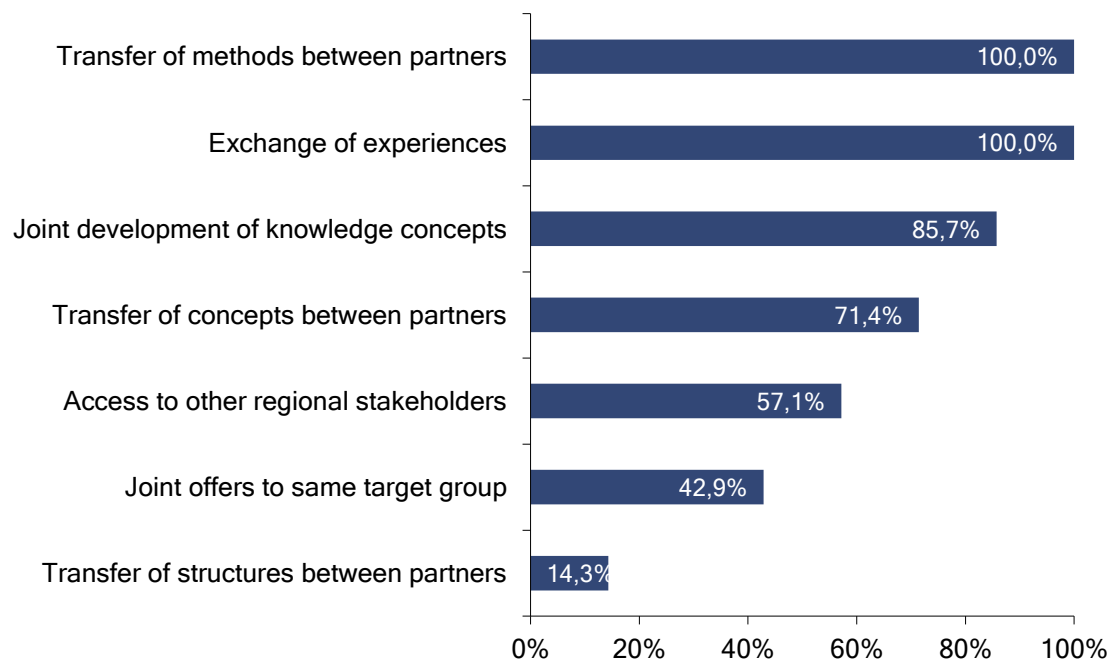 Transfer of methods between partners 100,0%
Exchange of experiences 100,0%
Joint development of knowledge concepts 85,7%
Transfer of concepts between partners 71,4%
Access to other regional stakeholders 57,1%
Joint offers to same target group 42,9%
Transfer of structures between partners 14,3%
0% 20% 40% 60% 80% 100%